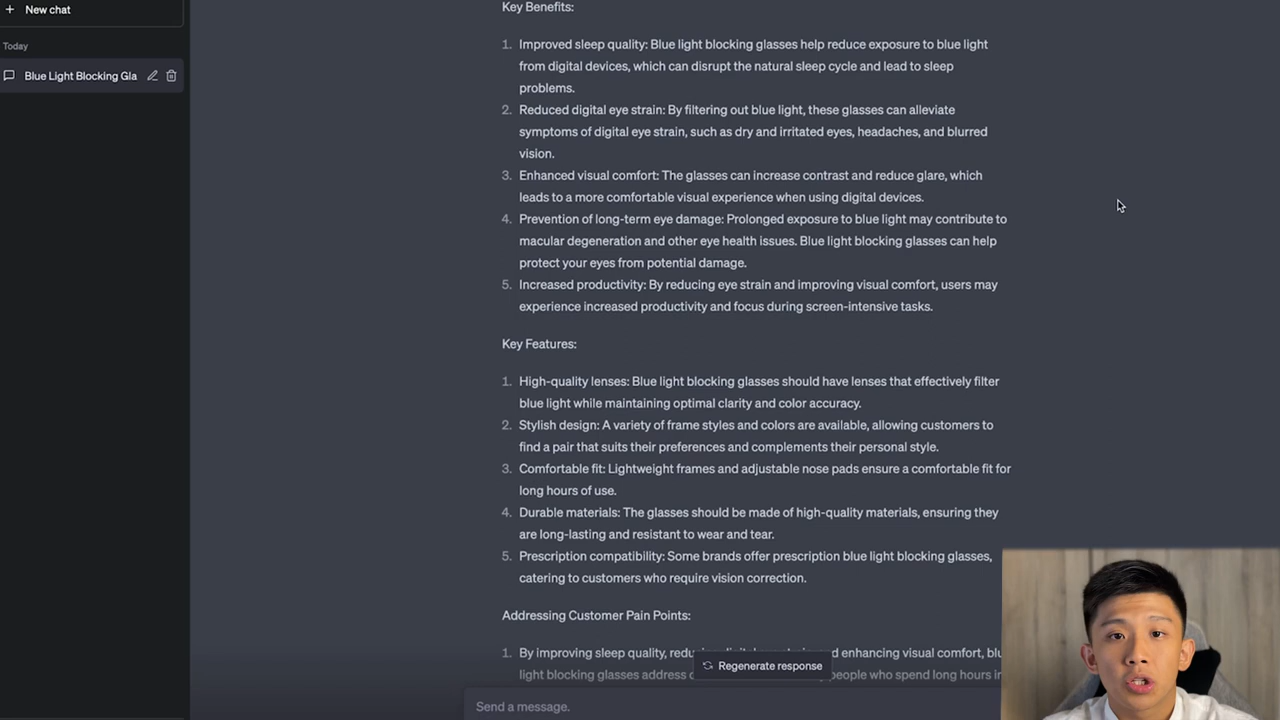 New chat
Today
Blue Light Blocking Gla
Key Benefits:
1. Improved sleep quality: Blue light blocking glasses help reduce exposure to blue light
from digital devices, which can disrupt the natural sleep cycle and lead to sleep
problems.
2. Reduced digital eye strain: By filtering out blue light, these glasses can alleviate
symptoms of digital eye strain, such as dry and irritated eyes, headaches, and blurred
vision.
3. Enhanced visual comfort: The glasses can increase contrast and reduce glare, which
leads to a more comfortable visual experience when using digital devices.
4. Prevention of long-term eye damage: Prolonged exposure to blue light may contribute to
macular degeneration and other eye health issues. Blue light blocking glasses can help
protect your eyes from potential damage.
5. Increased productivity: By reducing eye strain and improving visual comfort, users may
experience increased productivity and focus during screen-intensive tasks.
Key Features:
1. High-quality lenses: Blue light blocking glasses should have lenses that effectively filter
blue light while maintaining optimal clarity and color accuracy.
2. Stylish design: A variety of frame styles and colors are available, allowing customers to
find a pair that suits their preferences and complements their personal style.
3. Comfortable fit: Lightweight frames and adjustable nose pads ensure a comfortable fit for
long hours of use.
4. Durable materials: The glasses should be made of high-quality materials, ensuring they
are long-lasting and resistant to wear and tear.
5. Prescription compatibility: Some brands offer prescription blue light blocking glasses,
catering to customers who require vision correction.
Addressing Customer Pain Points:
1. By improving sleep quality, enhancing visual comfort, blu
light blocking glasses address people who spend long hours in
Regenerate response
Send a message.